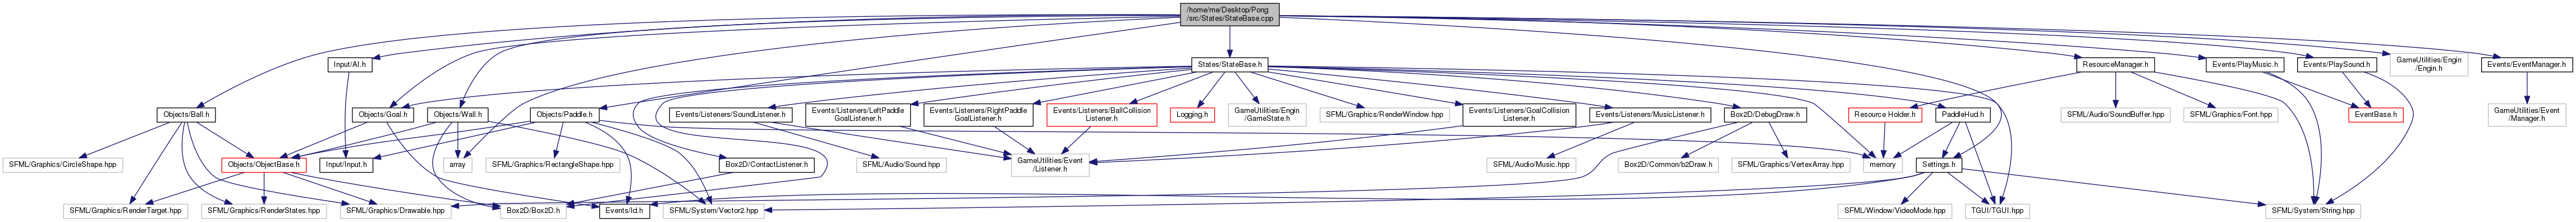 /home/me/Desktop/Pong
/src/States/StateBase.cpp
Input/AI.h
States/StateBase.h
ResourceManager.h
Events/PlayMusic.h
Events/PlaySound.h
GameUtilities/Engin
/Engin.h
Events/EventManager.h
Objects/Ball.h
Objects/Goal.h
Objects/Wall.h
Objects/Paddle.h
Events/Listeners/SoundListener.h
Events/Listeners/LeftPaddle
GoalListener.h
Events/Listeners/RightPaddle
GoalListener.h
Events/Listeners/BallCollision
Listener.h
Logging.h
GameUtilities/Engin
/GameState.h
SFML/Graphics/RenderWindow.hpp
Events/Listeners/GoalCollision
Listener.h
Events/Listeners/MusicListener.h
Box2D/DebugDraw.h
Resource Holder.h
PaddleHud.h
SFML/Audio/SoundBuffer.hpp
SFML/Graphics/Font.hpp
EventBase.h
GameUtilities/Event
/Manager.h
SFML/Graphics/CircleShape.hpp
Objects/ObjectBase.h
Input/Input.h
array
SFML/Graphics/RectangleShape.hpp
Box2D/ContactListener.h
SFML/Audio/Sound.hpp
GameUtilities/Event
/Listener.h
SFML/Audio/Music.hpp
Box2D/Common/b2Draw.h
SFML/Graphics/VertexArray.hpp
memory
Settings.h
SFML/Graphics/RenderTarget.hpp
SFML/Graphics/RenderStates.hpp
SFML/Graphics/Drawable.hpp
Box2D/Box2D.h
Events/Id.h
SFML/System/Vector2.hpp
SFML/Window/VideoMode.hpp
TGUI/TGUI.hpp
SFML/System/String.hpp